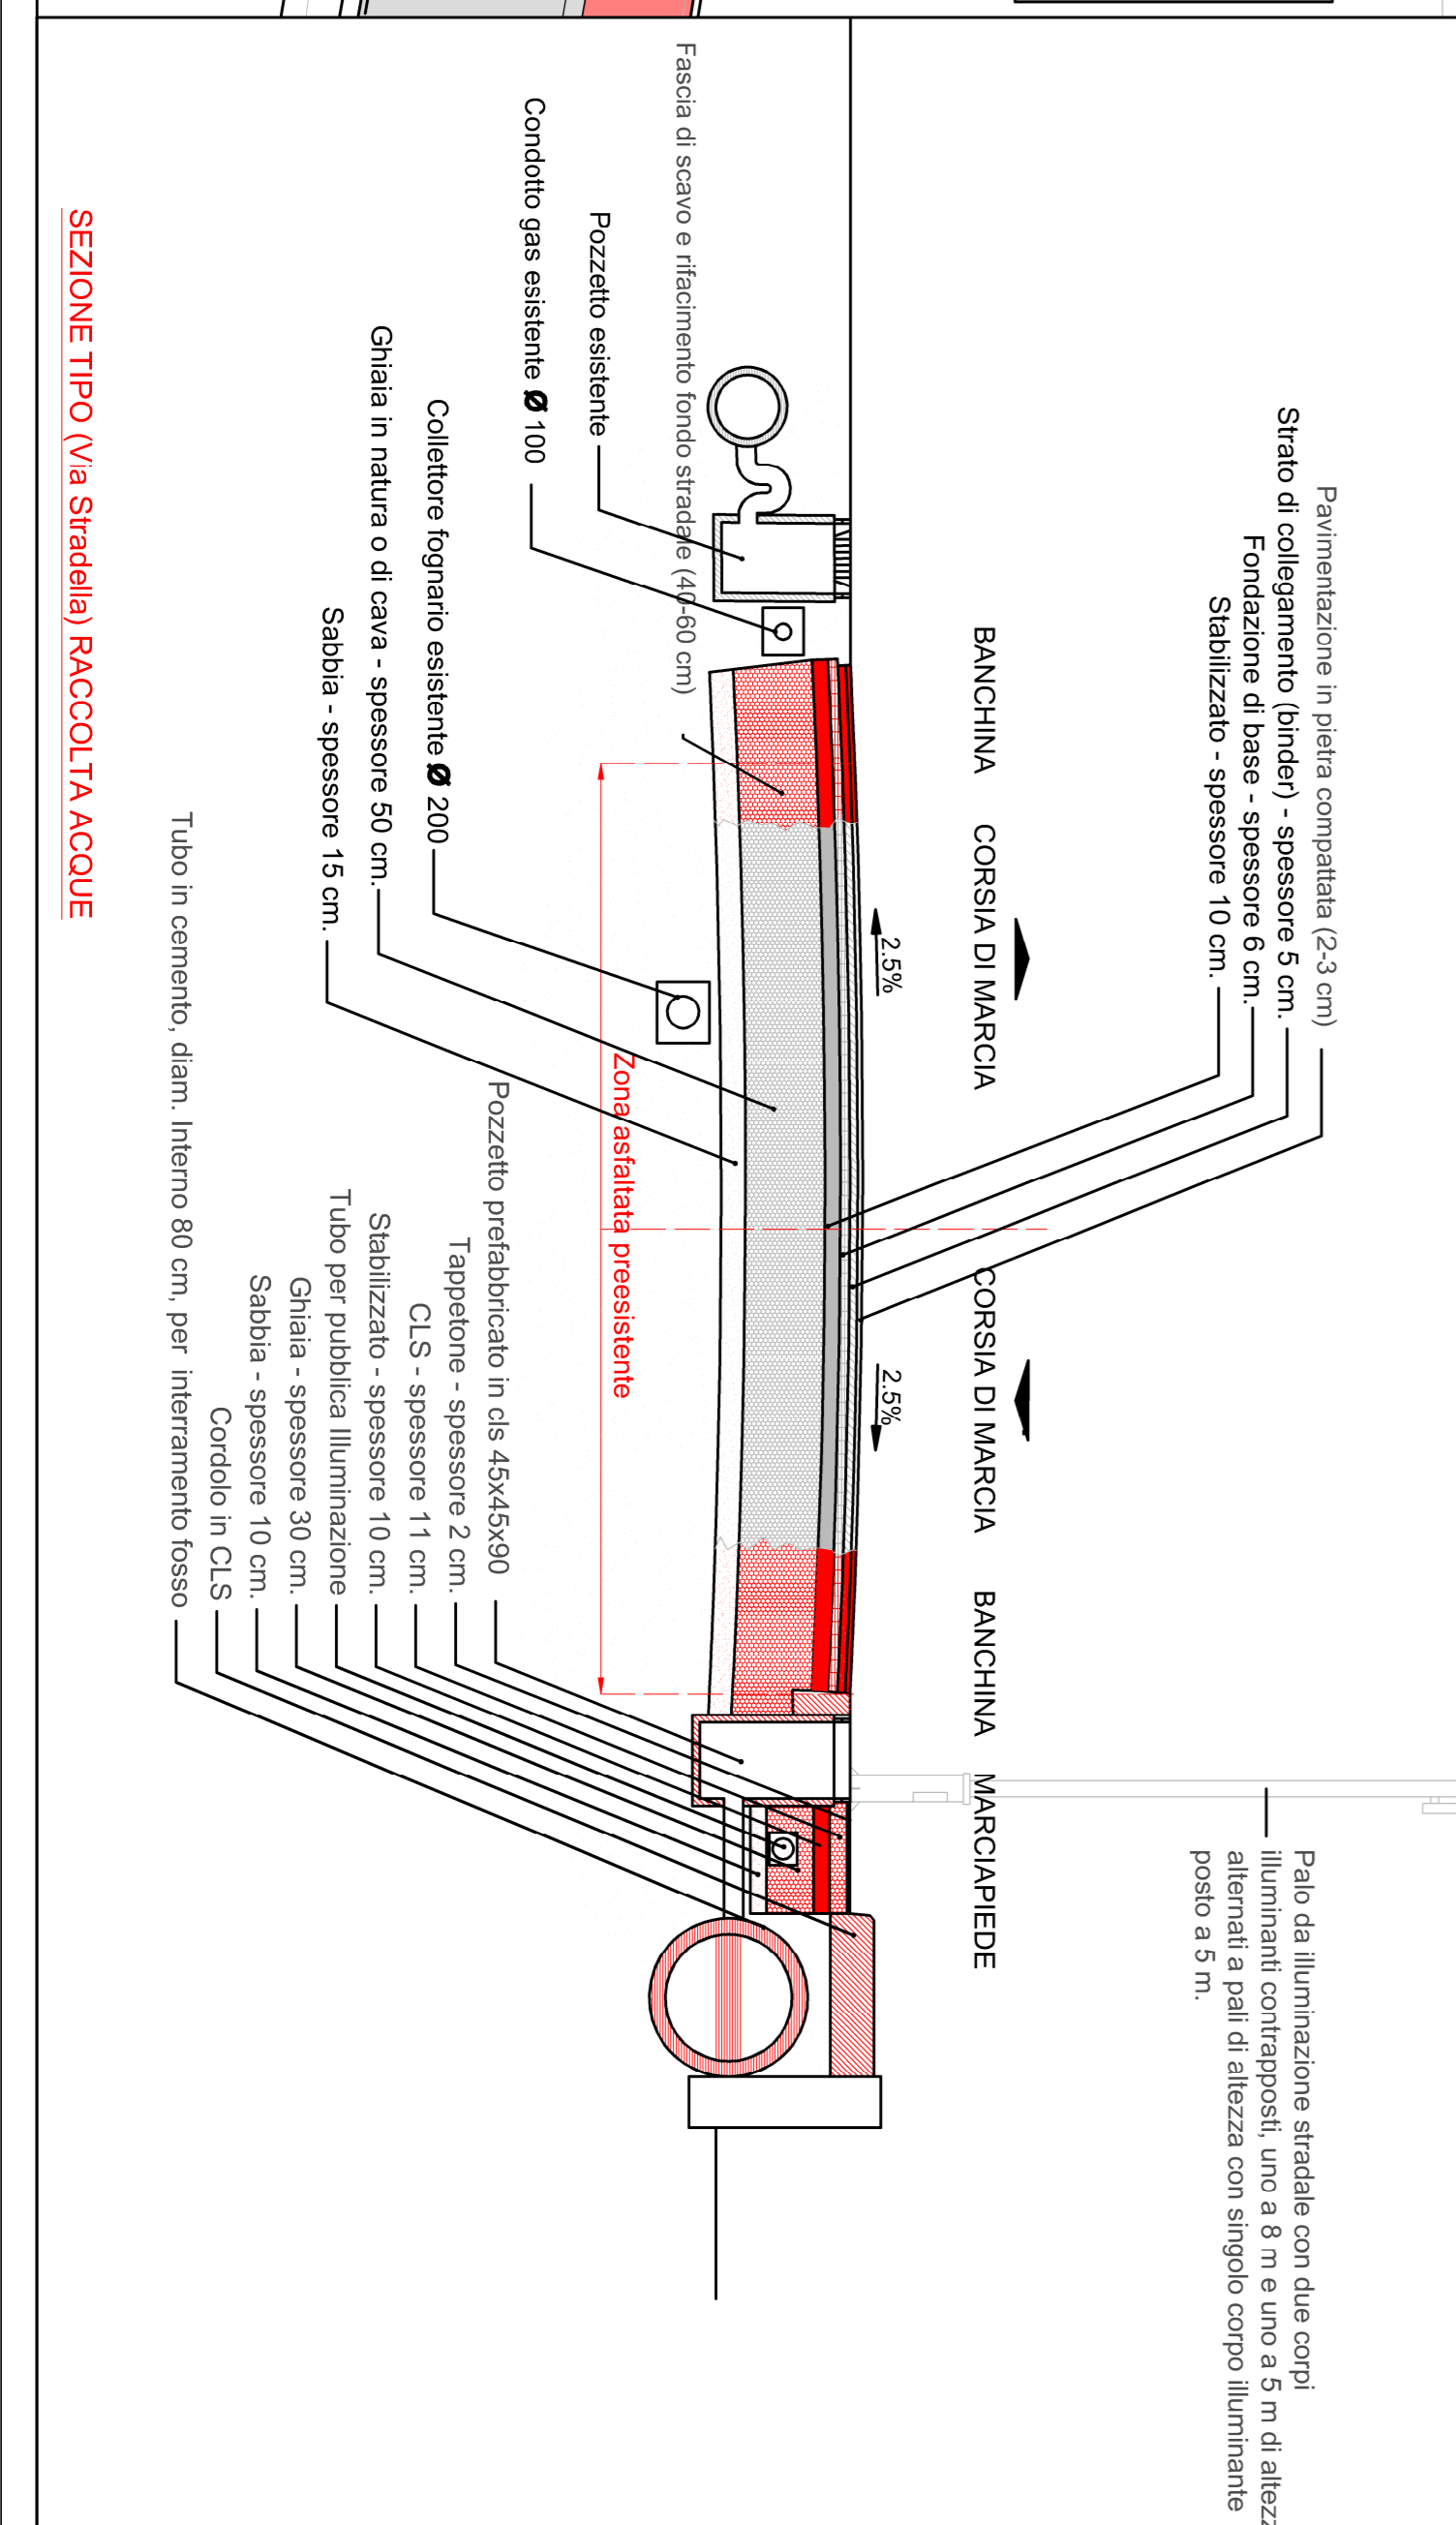 Pavimentazione in pietra compattata (2-3 cm)
Strato di collegamento (binder) - spessore 5 cm.
Fondazione di base - spessore 6 cm.
Stabilizzato - spessore 10 cm.
Palo da illuminazione stradale con due corpi
illuminanti contrapposti, uno a 8 m e uno a 5 m di altezz
alternati a pali di altezza con singolo corpo illuminante
posto a 5 m.
BANCHINA
CORSIA DI MARCIA
CORSIA DI MARCIA
BANCHINA
MARCIAPIEDE
2.5%
2.5%
Fascia di scavo e rifacimento fondo stradale (40-60 cm)
Zona asfaltata preesistente
Pozzetto esistente
Condotto gas esistente Ø 100
Collettore fognario esistente Ø 200
Ghiaia in natura o di cava - spessore 50 cm.
Sabbia - spessore 15 cm.
Pozzetto prefabbricato in cls 45x45x90
Tappetone - spessore 2 cm.
CLS - spessore 11 cm.
Stabilizzato - spessore 10 cm.
Tubo per pubblica Illuminazione
Ghiaia - spessore 30 cm.
Sabbia - spessore 10 cm.
Cordolo in CLS
Tubo in cemento, diam. Interno 80 cm, per interramento fosso
SEZIONE TIPO (Via Stradella) RACCOLTA ACQUE